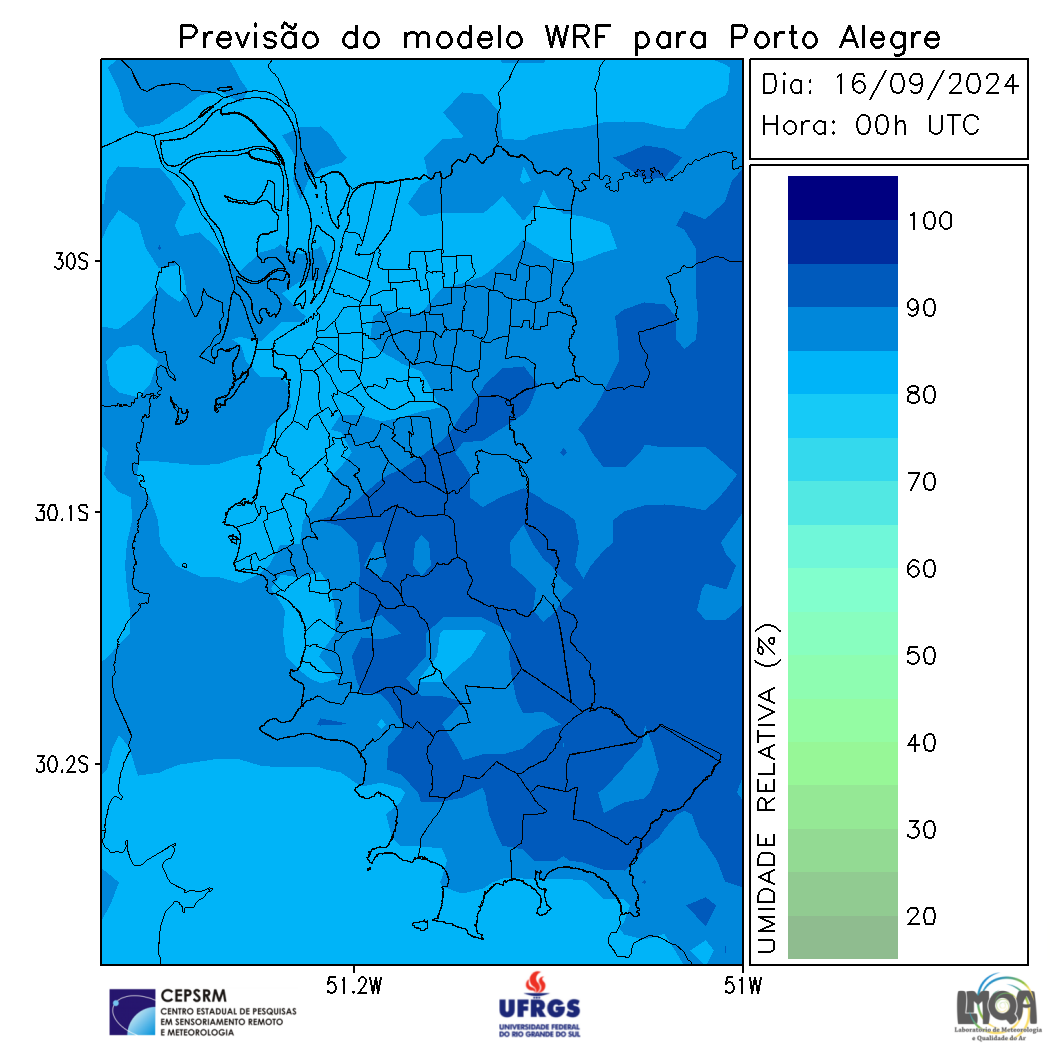 Previsão do modelo WRF para Porto Alegre
Dia: 16/09/2024
Hora: 00h UTC
100
90
80
70
60
50
40
30
20
UMIDADE RELATIVA (%)
30S
30.1S
30.2S
51.2W
51W
CEPSRM
CENTRO ESTADUAL DE PESQUISAS
EM SENSORIAMENTO REMOTO
E METEOROLOGIA
UFRGS
UNIVERSIDADE FEDERAL
DO RIO GRANDE DO SUL
LMQA
Laboratório de Meteorologia
e Qualidade do Ar